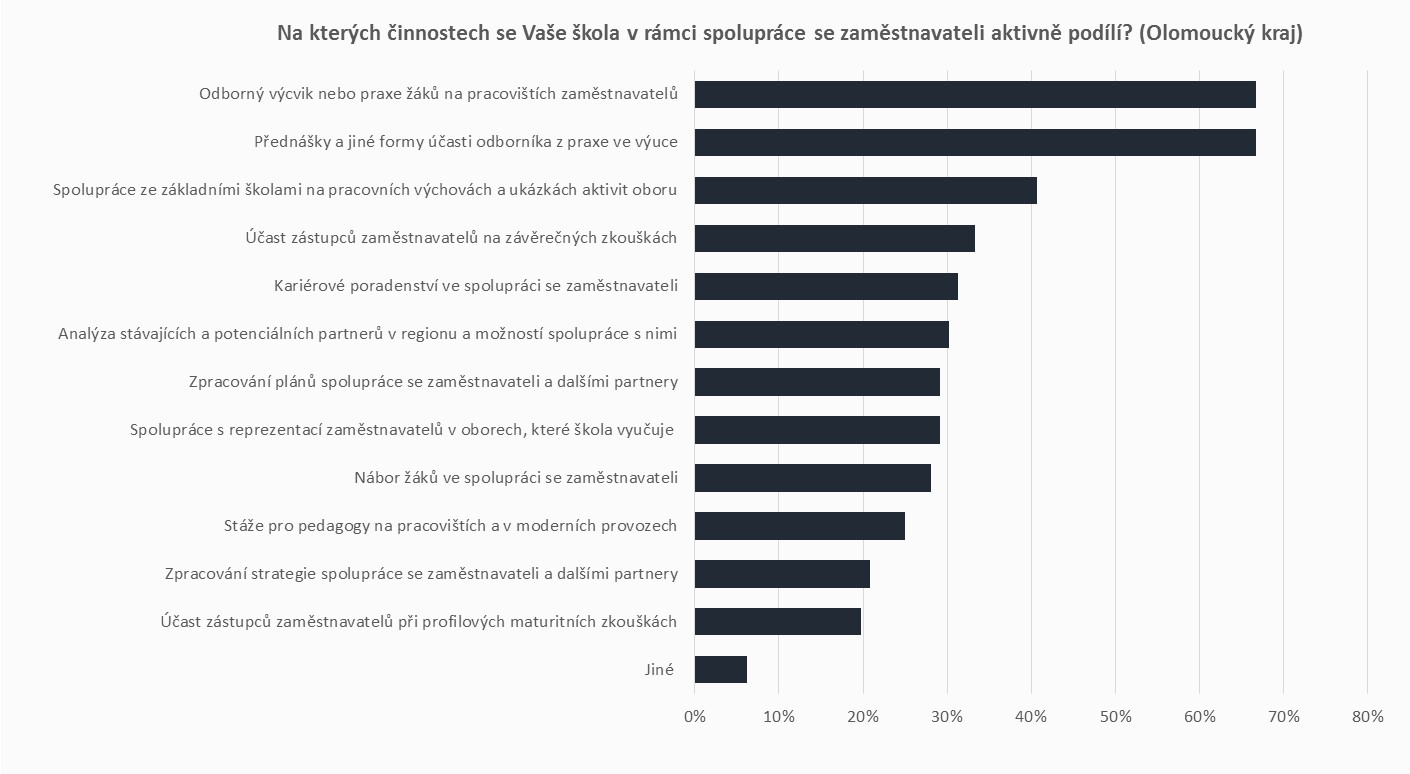 Na kterých činnostech se Vaše škola v rámci spolupráce se zaměstnavateli aktivně podílí? (Olomoucký kraj)
Odborný výcvik nebo praxe žáků na pracovištích zaměstnavatelů
Přednášky a jiné formy účasti odborníka z praxe ve výuce
Spolupráce ze základními školami na pracovních výchovách a ukázkách aktivit oboru
Účast zástupců zaměstnavatelů na závěrečných zkouškách
Kariérové poradenství ve spolupráci se zaměstnavateli
Analýza stávajících a potenciálních partnerů v regionu a možností spolupráce s nimi
Zpracování plánů spolupráce se zaměstnavateli a dalšími partnery
Spolupráce s reprezentací zaměstnavatelů v oborech, které škola vyučuje
Nábor žáků ve spolupráci se zaměstnavateli
Stáže pro pedagogy na pracovištích a v moderních provozech
Zpracování strategie spolupráce se zaměstnavateli a dalšími partnery
Účast zástupců zaměstnavatelů při profilových maturitních zkouškách
Jiné
0% 10% 20% 30% 40% 50% 60% 70% 80%